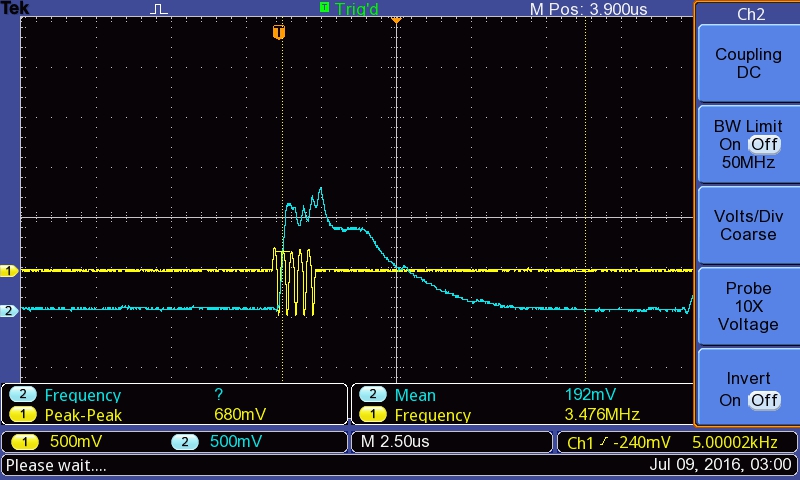 Tek
T Trig'd
M Pos: 3.900us
Ch2
T
Coupling
DC
BW Limit
On Off
50MHz
Volts/Div
Coarse
Probe
10X
Voltage
Invert
On Off
1
2
2 Frequency ?
1 Peak-Peak 680mV
2 Mean 192mV
1 Frequency 3.476MHz
1 500mV 2 500mV M 2.50us Ch1 -240mV 5.00002kHz
Please wait.... Jul 09, 2016, 03:00